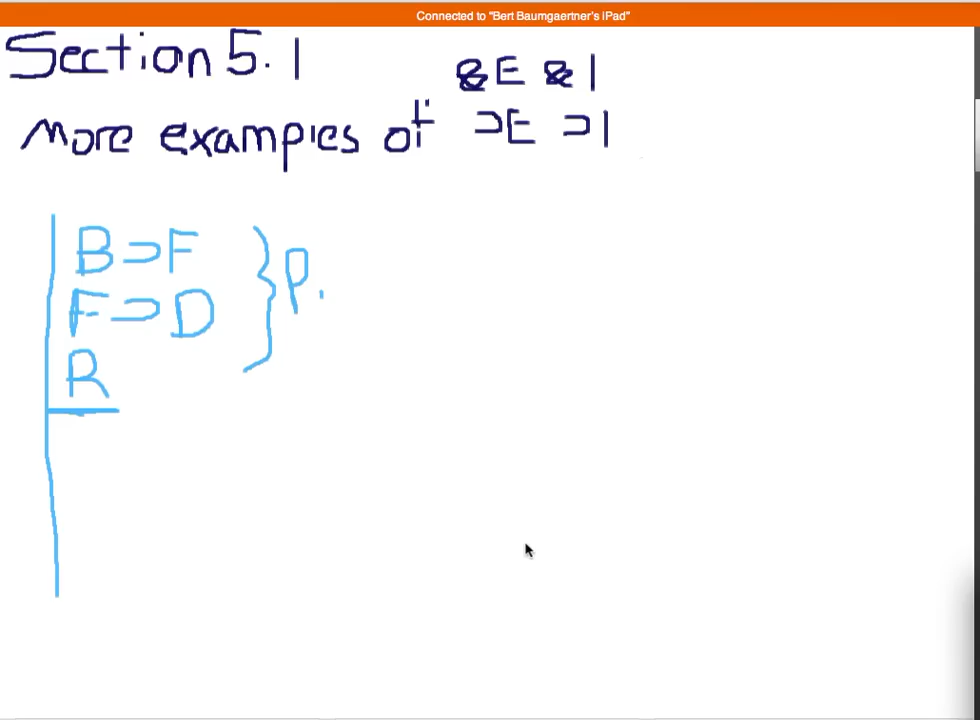 Connected to "Bert Baumgaertner's iPad"
Section 5.1
&E &I
More examples of ⊃E ⊃I
B⊃F
F⊃D } P.
R